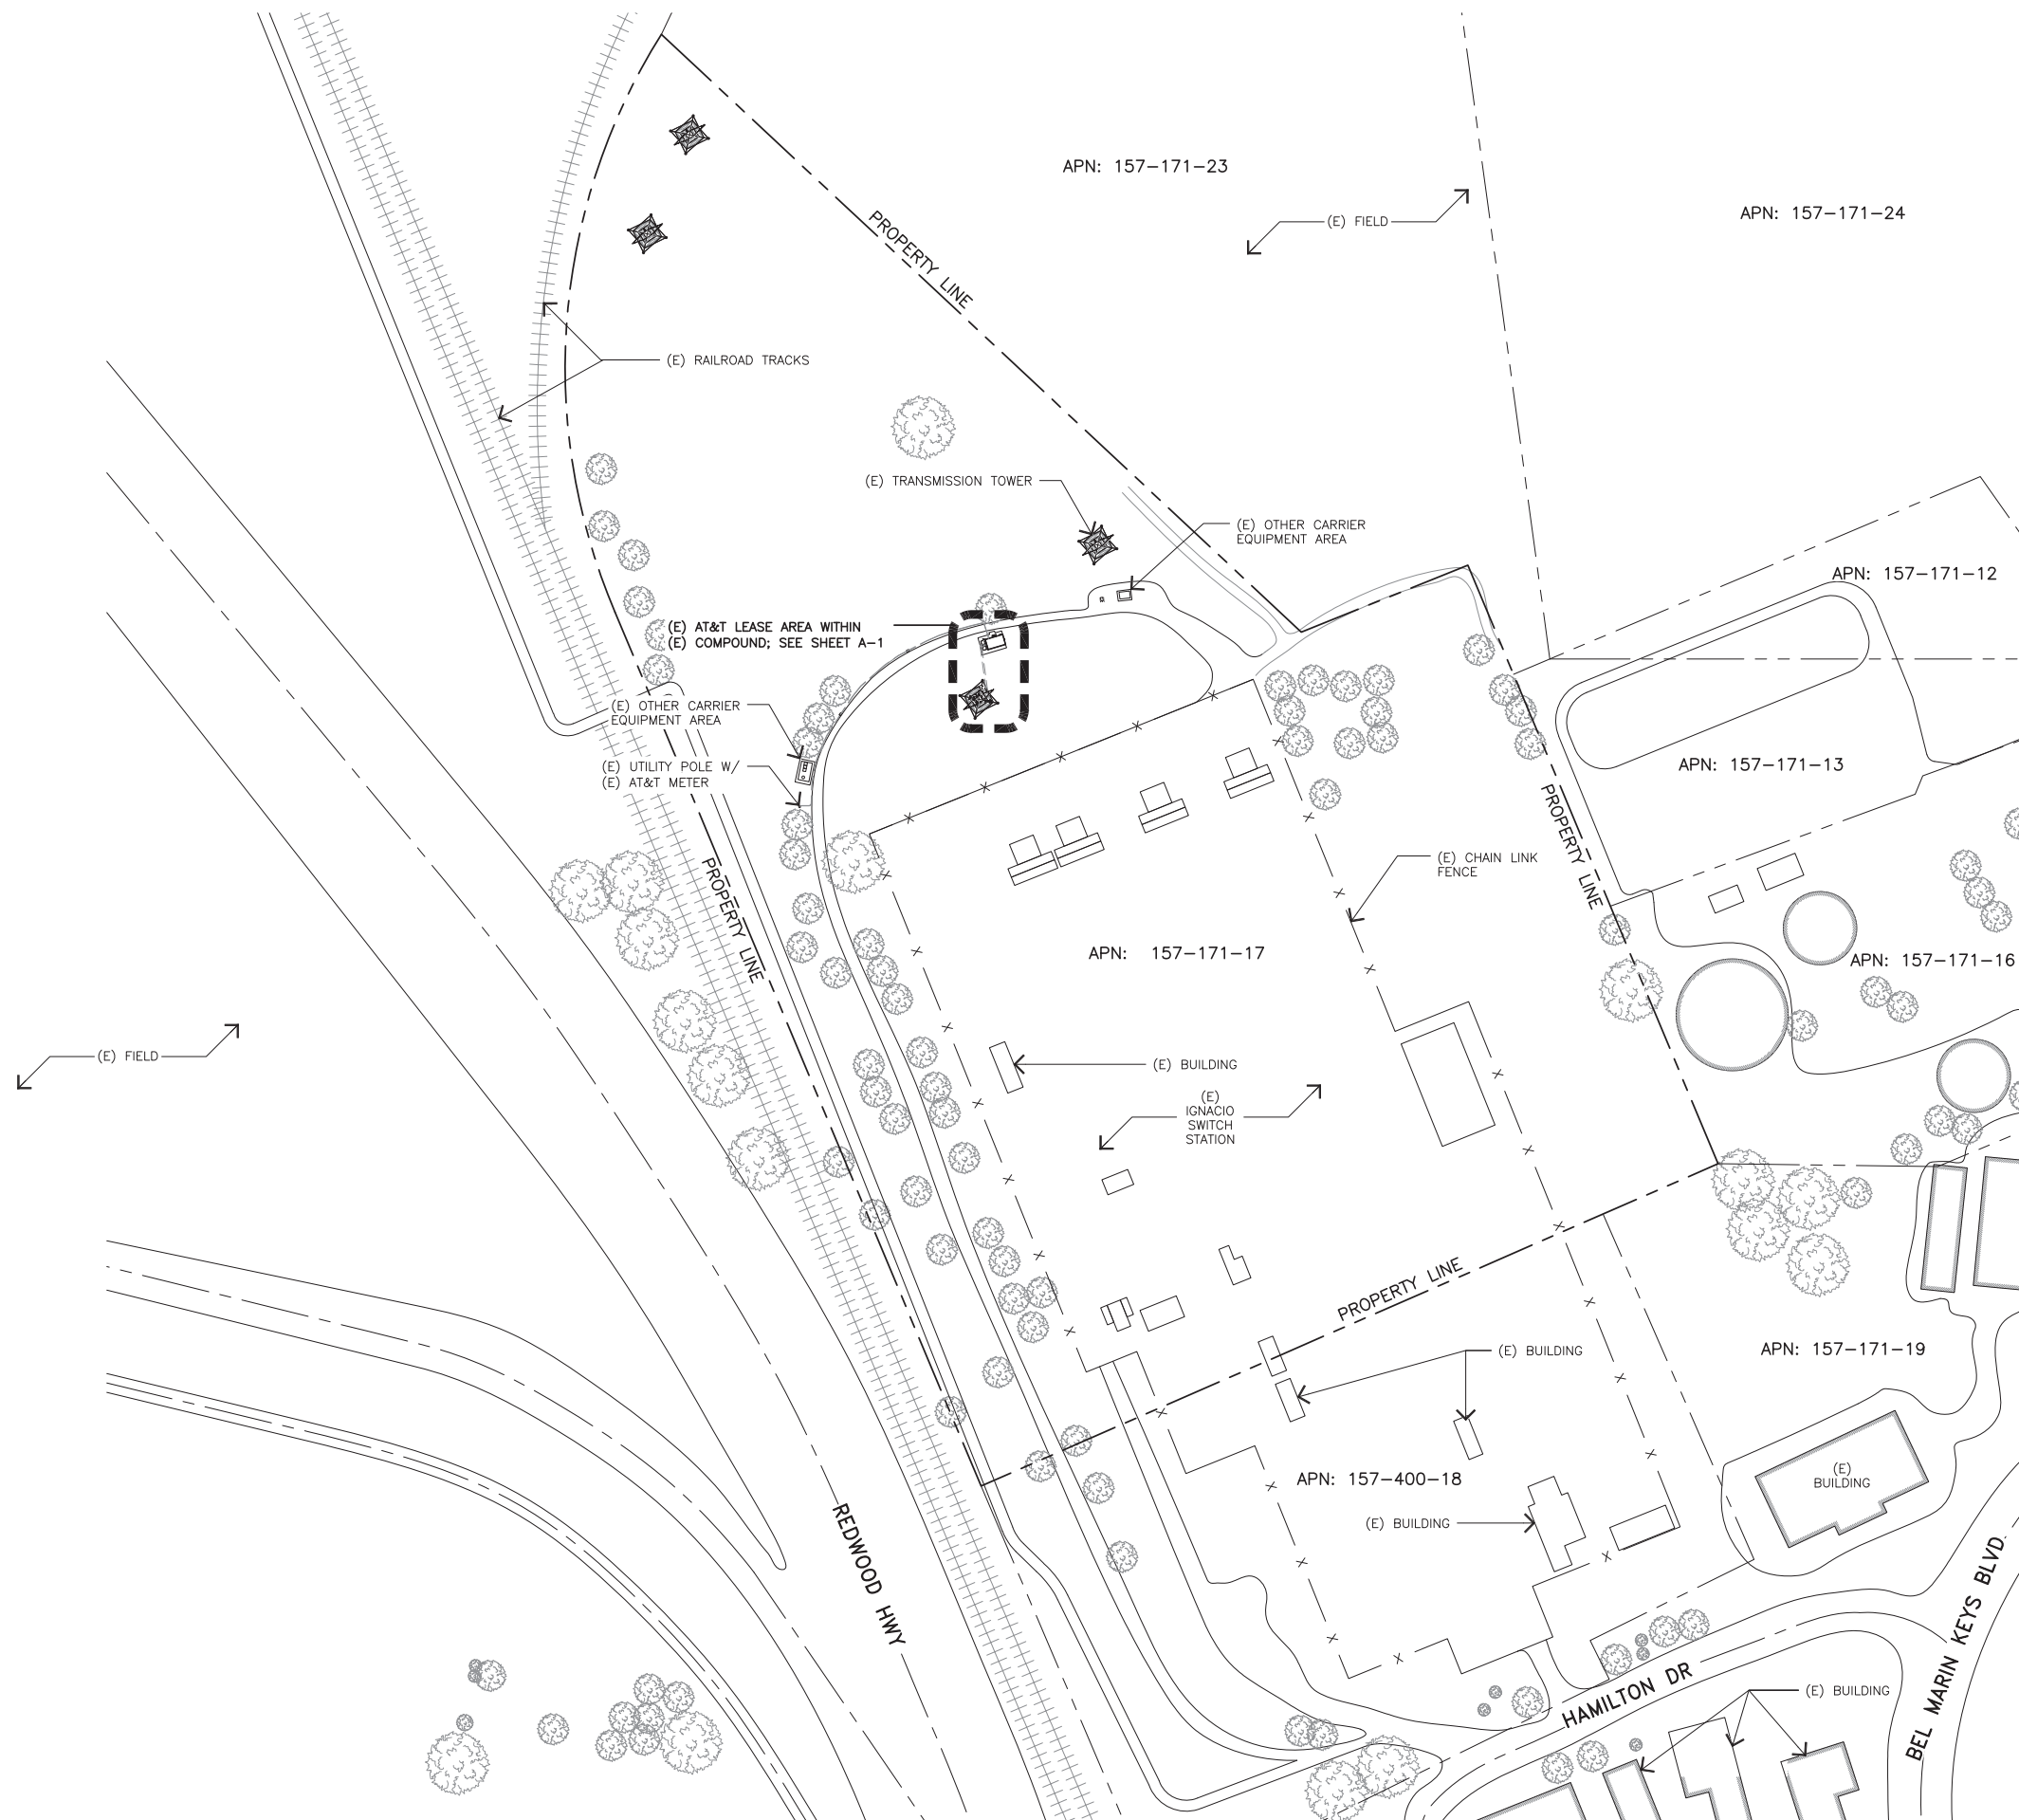 APN: 157-171-23
(E) FIELD
APN: 157-171-24
PROPERTY LINE
(E) RAILROAD TRACKS
(E) TRANSMISSION TOWER
(E) OTHER CARRIER
EQUIPMENT AREA
APN: 157-171-12
(E) AT&T LEASE AREA WITHIN
(E) COMPOUND; SEE SHEET A-1
(E) OTHER CARRIER
EQUIPMENT AREA
(E) UTILITY POLE W/
(E) AT&T METER
APN: 157-171-13
PROPERTY LINE
PROPERTY LINE
(E) CHAIN LINK
FENCE
APN: 157-171-17
APN: 157-171-16
(E) FIELD
(E) BUILDING
(E)
IGNACIO
SWITCH
STATION
PROPERTY LINE
(E) BUILDING
APN: 157-171-19
APN: 157-400-18
(E)
BUILDING
(E) BUILDING
REDWOOD HWY
HAMILTON DR
BEL MARIN KEYS BLVD.
(E) BUILDING